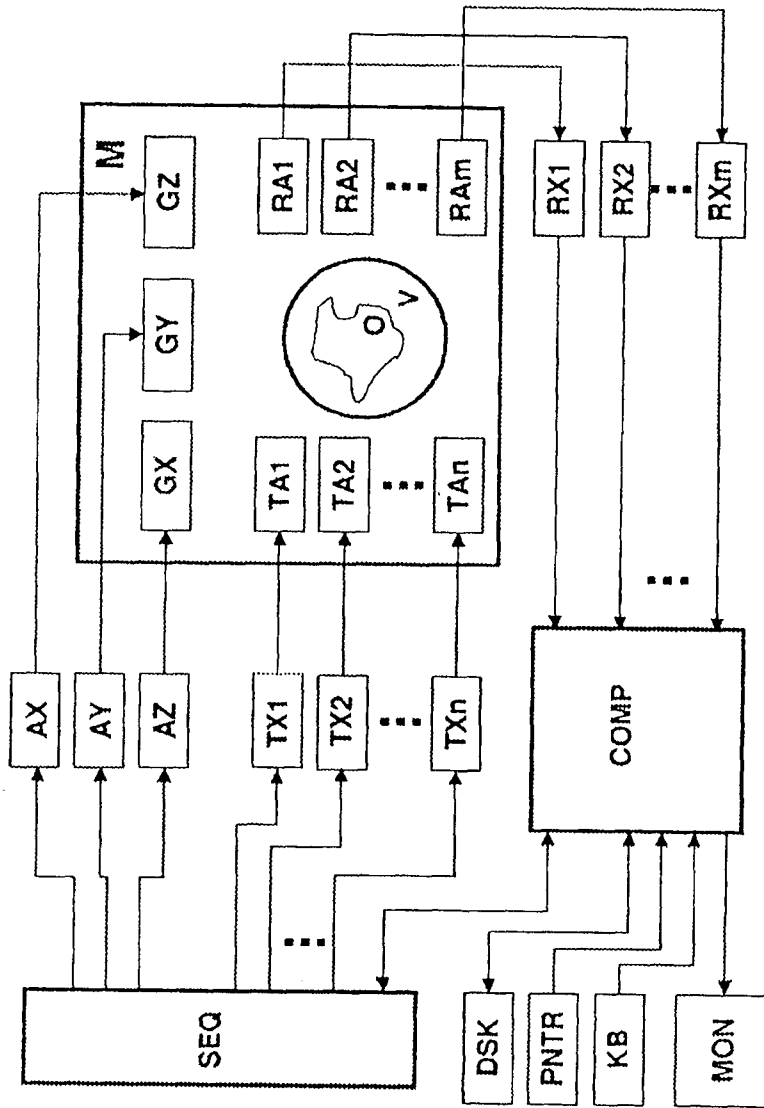 SEQ
AX
AY
AZ
TX1
TX2
TXn
M
GX
GY
GZ
TA1
TA2
TAn
O
V
RA1
RA2
RAm
RX1
RX2
RXm
COMP
DSK
PNTR
KB
MON